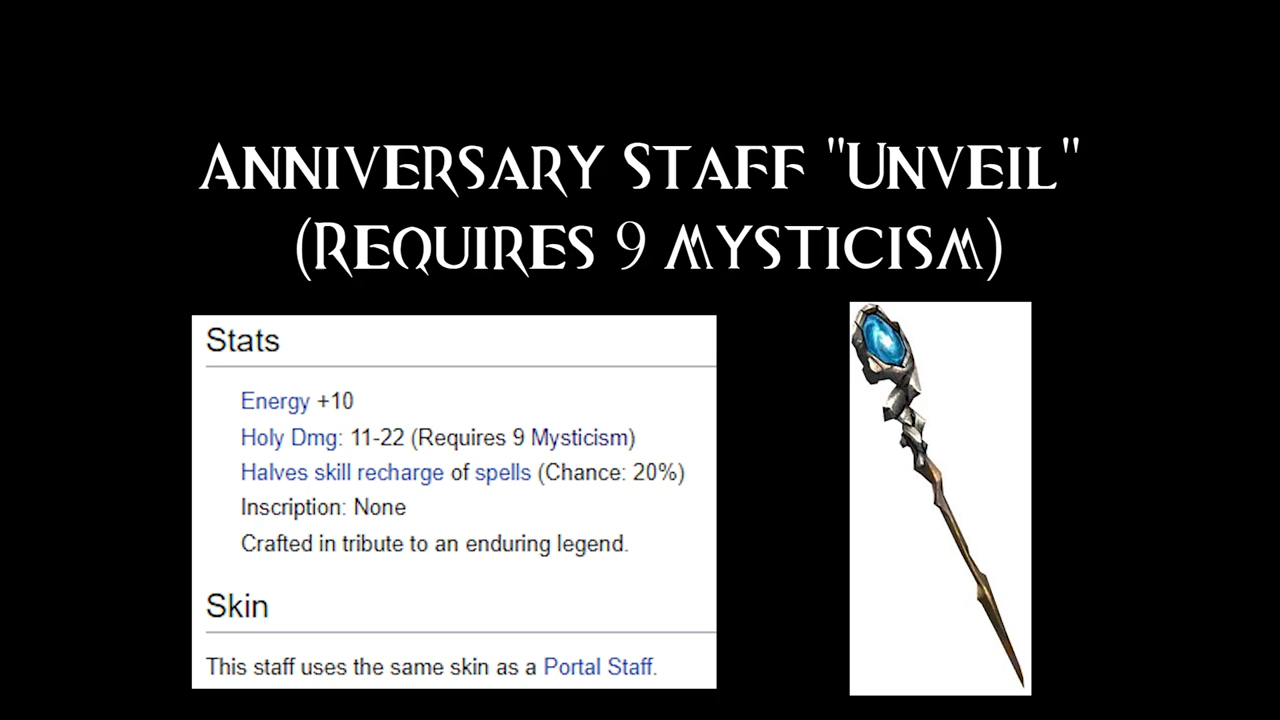 Anniversary Staff "Unveil"
(Requires 9 Mysticism)
Stats
Energy +10
Holy Dmg: 11-22 (Requires 9 Mysticism)
Halves skill recharge of spells (Chance: 20%)
Inscription: None
Crafted in tribute to an enduring legend.
Skin
This staff uses the same skin as a Portal Staff.